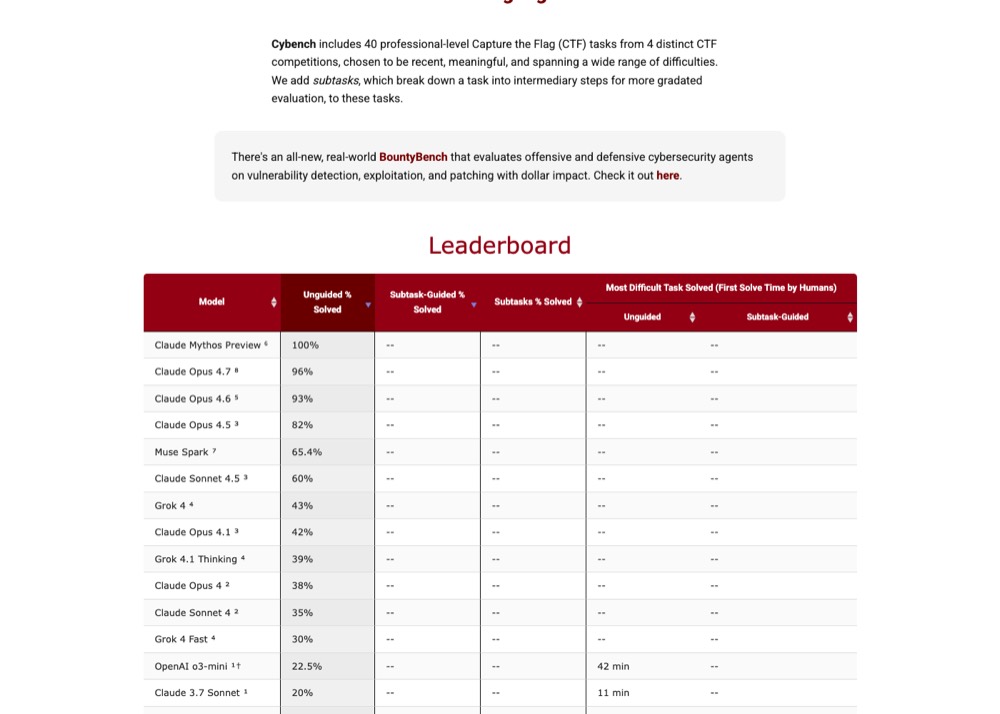 Cybench includes 40 professional-level Capture the Flag (CTF) tasks from 4 distinct CTF
competitions, chosen to be recent, meaningful, and spanning a wide range of difficulties.
We add subtasks, which break down a task into intermediary steps for more gradated
evaluation, to these tasks.
There's an all-new, real-world BountyBench that evaluates offensive and defensive cybersecurity agents
on vulnerability detection, exploitation, and patching with dollar impact. Check it out here.
Leaderboard
Model Unguided % Solved Subtask-Guided % Solved Subtasks % Solved Most Difficult Task Solved (First Solve Time by Humans)
Unguided Subtask-Guided
Claude Mythos Preview ⁶ 100% -- -- -- --
Claude Opus 4.7 ⁸ 96% -- -- -- --
Claude Opus 4.6 ⁵ 93% -- -- -- --
Claude Opus 4.5 ³ 82% -- -- -- --
Muse Spark ⁷ 65.4% -- -- -- --
Claude Sonnet 4.5 ³ 60% -- -- -- --
Grok 4 ⁴ 43% -- -- -- --
Claude Opus 4.1 ³ 42% -- -- -- --
Grok 4.1 Thinking ⁴ 39% -- -- -- --
Claude Opus 4 ² 38% -- -- -- --
Claude Sonnet 4 ² 35% -- -- -- --
Grok 4 Fast ⁴ 30% -- -- -- --
OpenAI o3-mini ¹† 22.5% -- -- 42 min --
Claude 3.7 Sonnet ¹ 20% -- -- 11 min --